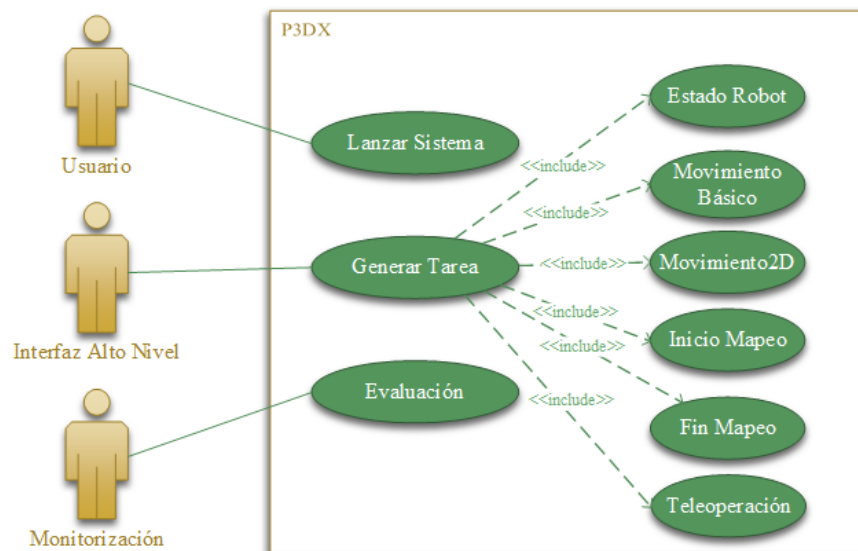 P3DX
Usuario
Lanzar Sistema
Estado Robot
<<include>>
Movimiento
Básico
<<include>>
Interfaz Alto Nivel
Generar Tarea
<<include>>
Movimiento2D
<<include>>
Inicio Mapeo
<<include>>
Fin Mapeo
Monitorización
Evaluación
<<include>>
Teleoperación